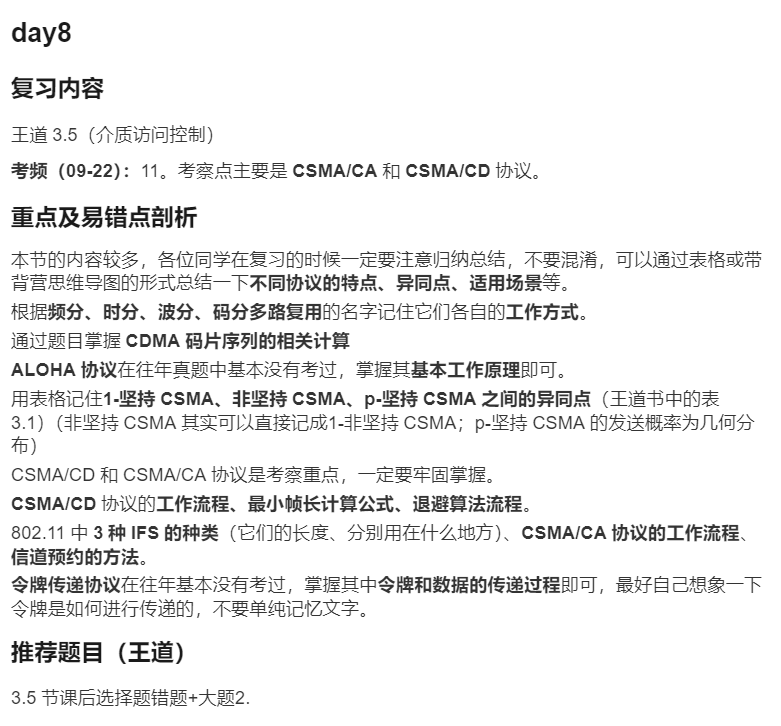 day8
复习内容
王道 3.5（介质访问控制）
考频（09-22）：11。考察点主要是 CSMA/CA 和 CSMA/CD 协议。
重点及易错点剖析
本节的内容较多，各位同学在复习的时候一定要注意归纳总结，不要混淆，可以通过表格或带
背营思维导图的形式总结一下不同协议的特点、异同点、适用场景等。
根据频分、时分、波分、码分多路复用的名字记住它们各自的工作方式。
通过题目掌握 CDMA 码片序列的相关计算
ALOHA 协议在往年真题中基本没有考过，掌握其基本工作原理即可。
用表格记住1-坚持 CSMA、非坚持 CSMA、p-坚持 CSMA 之间的异同点（王道书中的表
3.1）（非坚持 CSMA 其实可以直接记成1-非坚持 CSMA；p-坚持 CSMA 的发送概率为几何分
布）
CSMA/CD 和 CSMA/CA 协议是考察重点，一定要牢固掌握。
CSMA/CD 协议的工作流程、最小帧长计算公式、退避算法流程。
802.11 中 3 种 IFS 的种类（它们的长度、分别用在什么地方）、CSMA/CA 协议的工作流程、
信道预约的方法。
令牌传递协议在往年基本没有考过，掌握其中令牌和数据的传递过程即可，最好自己想象一下
令牌是如何进行传递的，不要单纯记忆文字。
推荐题目（王道）
3.5 节课后选择题错题+大题2.